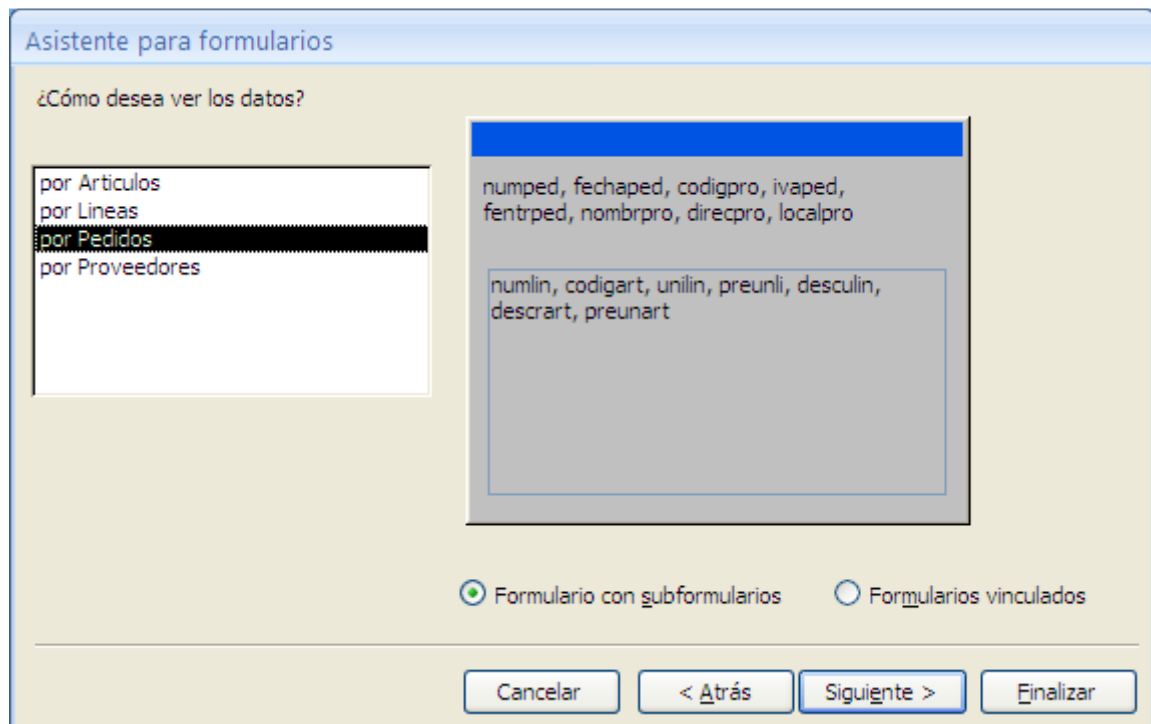 Asistente para formularios
¿Cómo desea ver los datos?
por Articulos
por Lineas
por Pedidos
por Proveedores
numped, fechaped, codigpro, ivaped,
fentrped, nombrpro, direcpro, localpro
numlin, codigart, unilin, preunli, desculin,
descrart, preunart
Formulario con subformularios
Formularios vinculados
Cancelar
< Atrás
Siguiente >
Finalizar